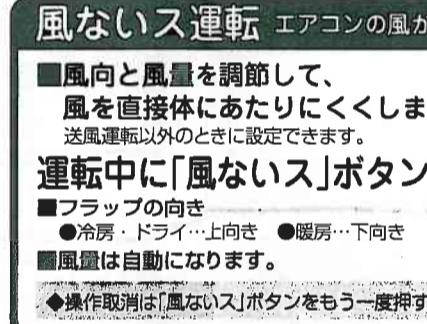 風ないス運転 エアコンの風が
■風向と風量を調節して、
風を直接体にあたりにくくしま
送風運転以外のときに設定できます。
運転中に「風ないス」ボタン
■フラップの向き
●冷房・ドライ…上向き ●暖房…下向き
■風量は自動になります。
◆操作取消は「風ないス」ボタンをもう一度押す